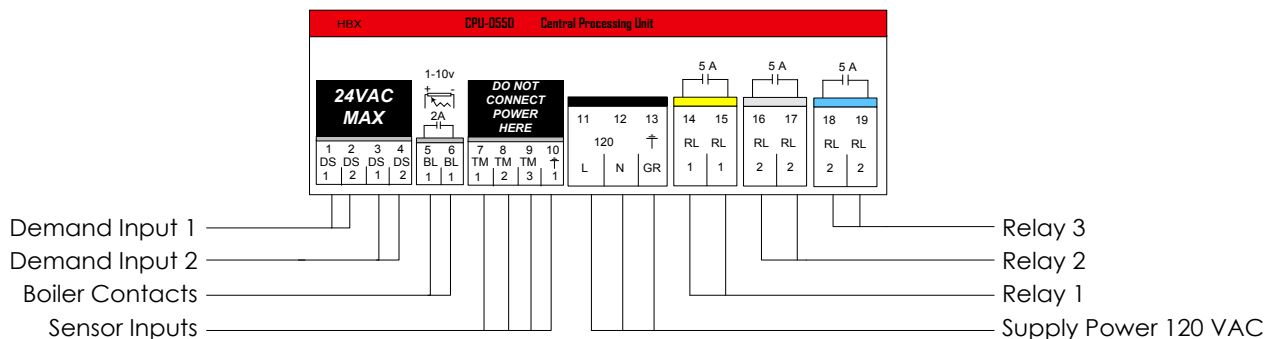 HBX CPU-0550 Central Processing Unit
24VAC
MAX
1-10v
+ -
2A
DO NOT
CONNECT
POWER
HERE
5 A 5 A 5 A
1 2 3 4
DS DS DS DS
1 2 1 2
5 6
BL BL
1 1
7 8 9 10
TM TM TM
1 2 3 1
11 12 13
120
L N GR
14 15
RL RL
1 1
16 17
RL RL
2 2
18 19
RL RL
2 2
Demand Input 1
Demand Input 2
Boiler Contacts
Sensor Inputs
Relay 3
Relay 2
Relay 1
Supply Power 120 VAC